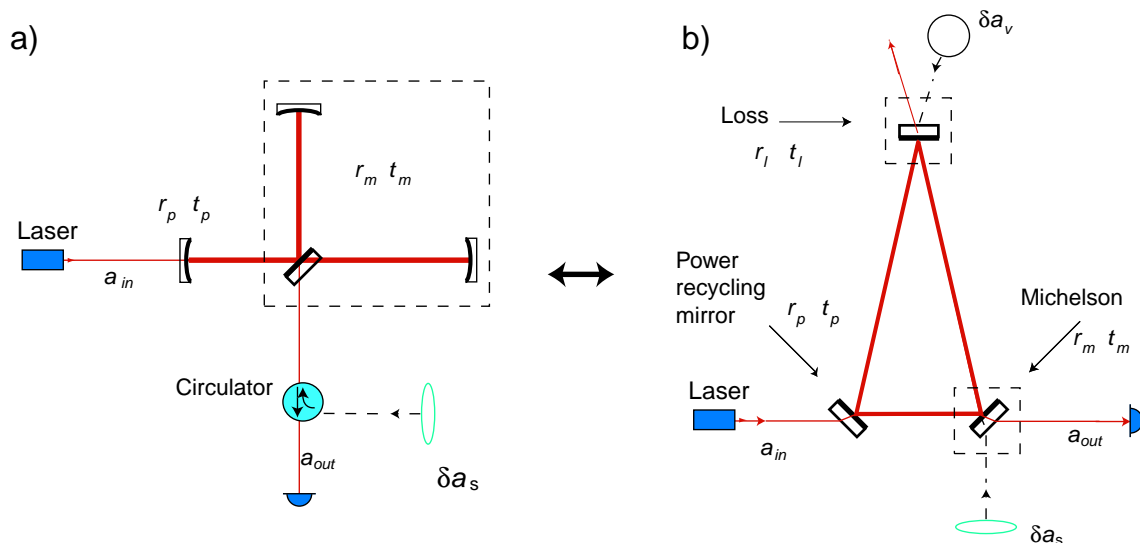 a)
r_p t_p
r_m t_m
Laser
a_in
Circulator
a_out
δa_s
b)
δa_v
Loss
r_l t_l
Power
recycling
mirror
r_p t_p
Michelson
r_m t_m
Laser
a_in
a_out
δa_s